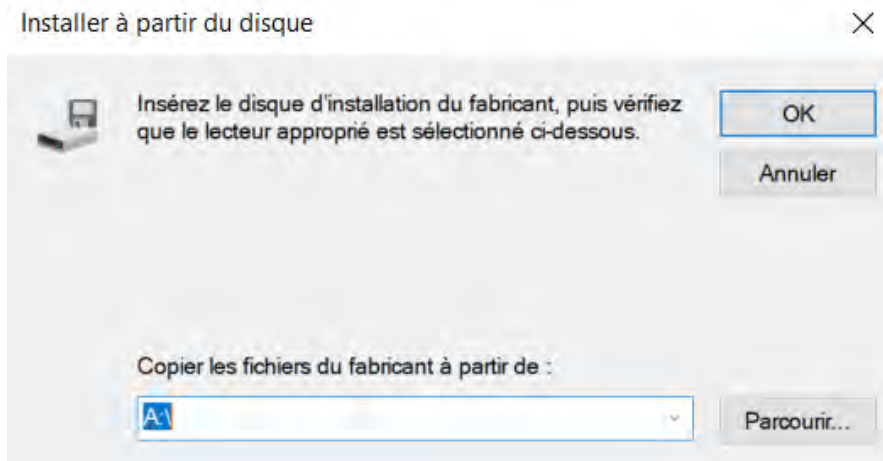 Installer à partir du disque
Insérez le disque d'installation du fabricant, puis vérifiez
que le lecteur approprié est sélectionné ci-dessous.
OK
Annuler
Copier les fichiers du fabricant à partir de :
A:\
Parcourir...